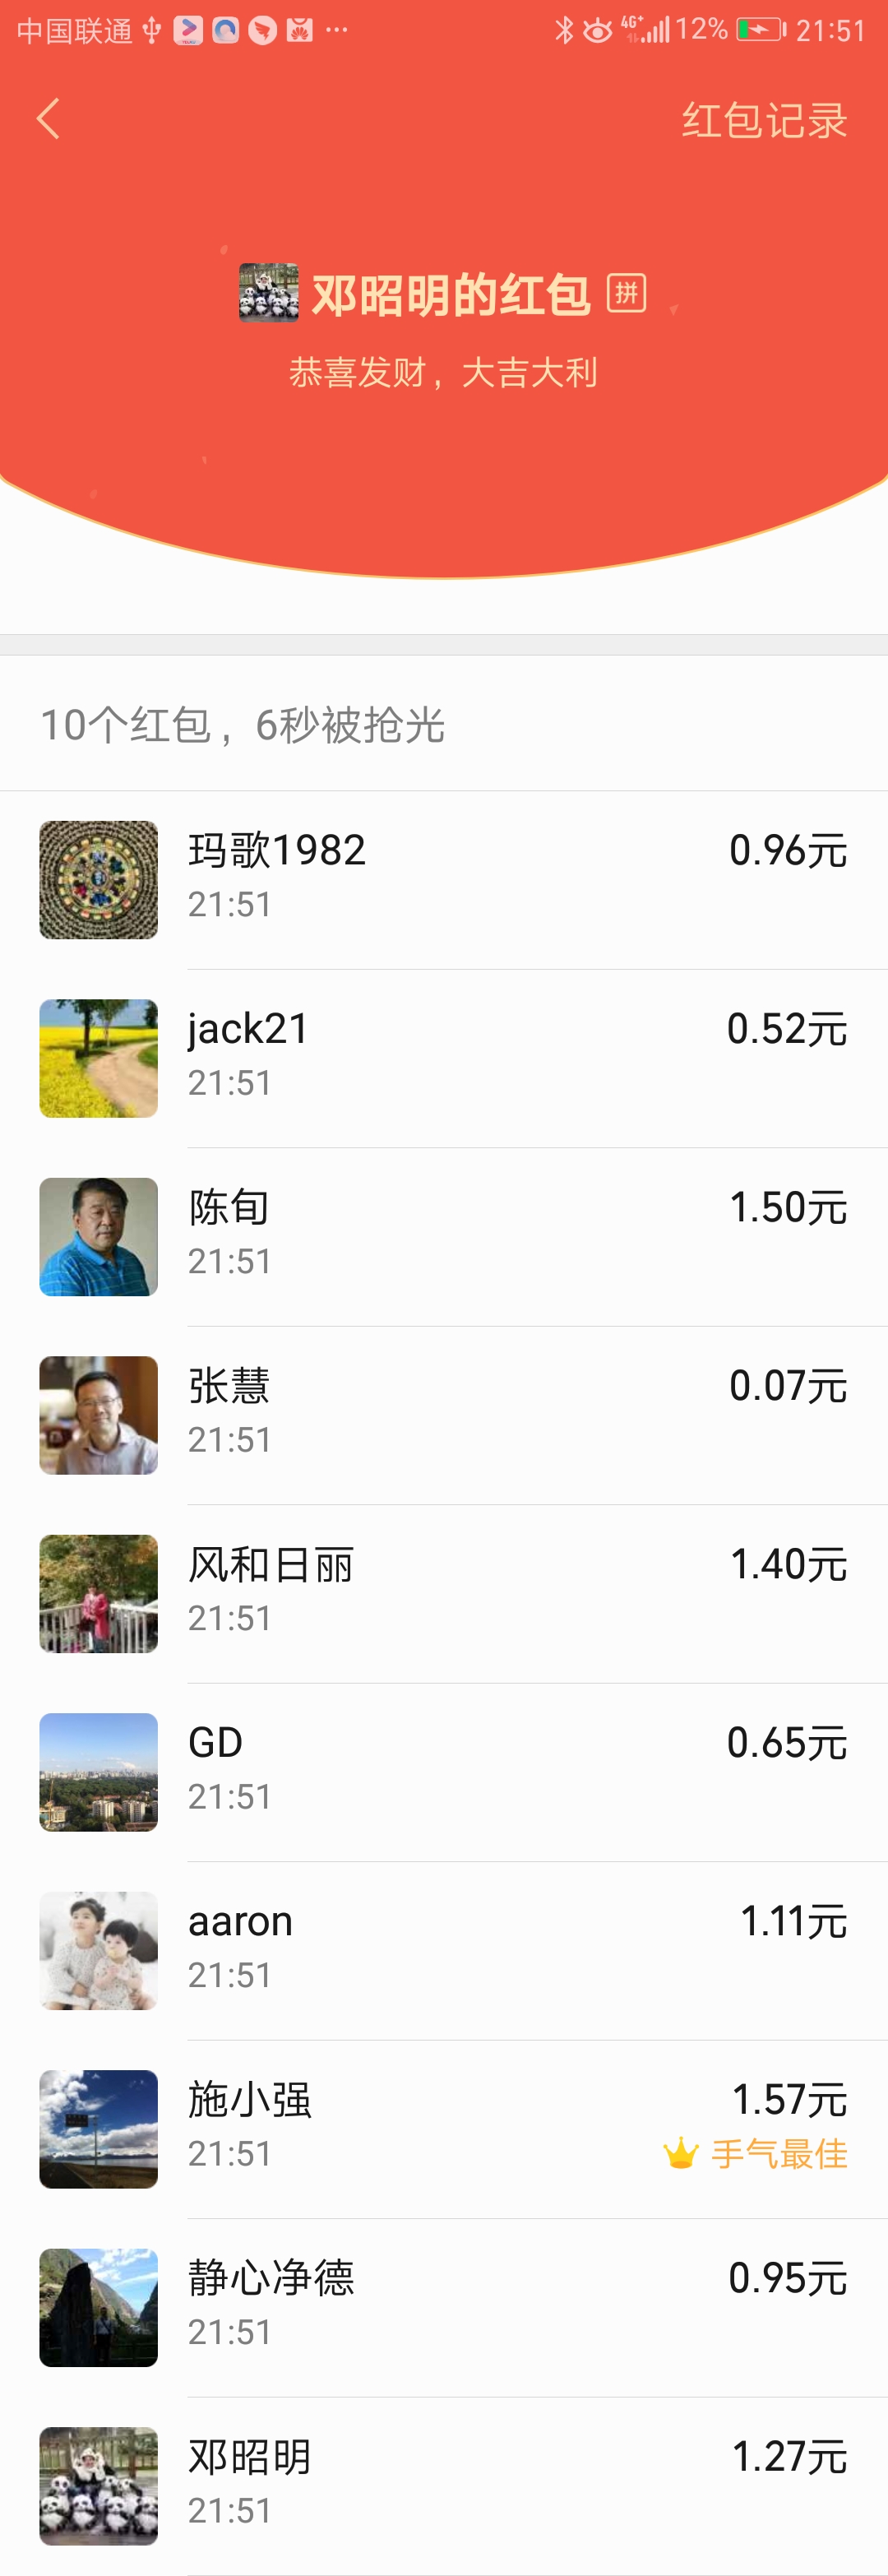 中国联通 ··· 4G+ 12% 21:51
红包记录
邓昭明的红包 拼
恭喜发财，大吉大利
10个红包，6秒被抢光
玛歌1982 0.96元
21:51
jack21 0.52元
21:51
陈旬 1.50元
21:51
张慧 0.07元
21:51
风和日丽 1.40元
21:51
GD 0.65元
21:51
aaron 1.11元
21:51
施小强 1.57元
21:51 手气最佳
静心净德 0.95元
21:51
邓昭明 1.27元
21:51